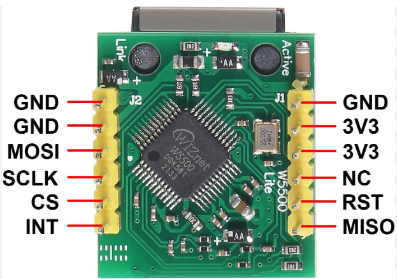 Link
Active
J2
J1
GND
GND
MOSI
SCLK
CS
INT
GND
3V3
3V3
NC
RST
MISO
WIZnet
W5500
W5500
Lite